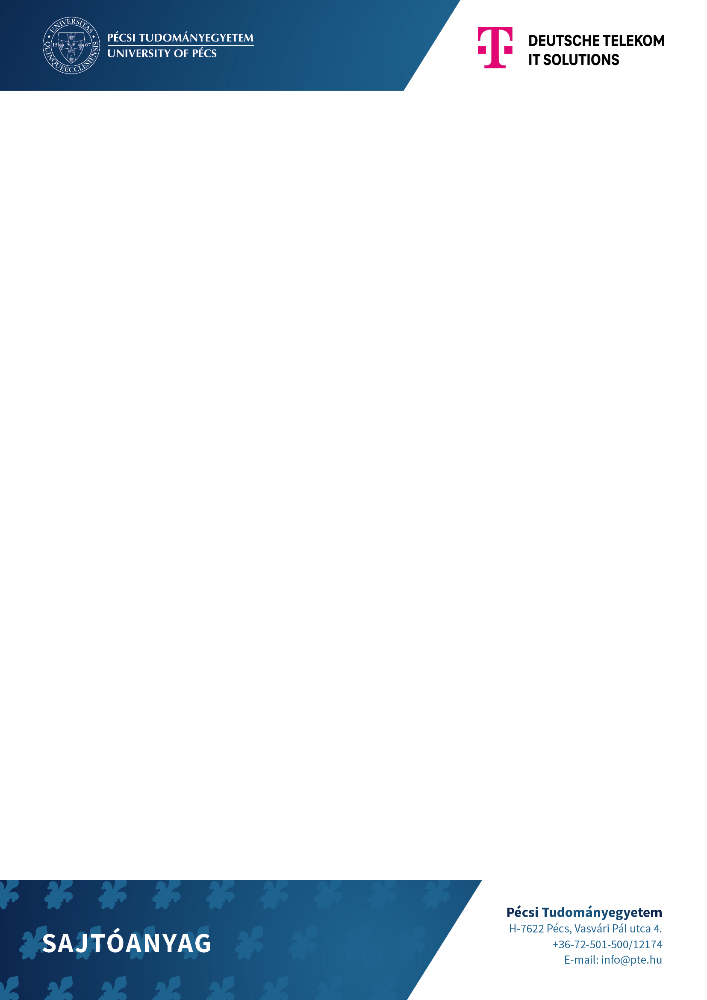 UNIVERSITAS
QUINQUEECCLESIENSIS
13 67
PÉCSI TUDOMÁNYEGYETEM
UNIVERSITY OF PÉCS
DEUTSCHE TELEKOM
IT SOLUTIONS
SAJTÓANYAG
Pécsi Tudományegyetem
H-7622 Pécs, Vasvári Pál utca 4.
+36-72-501-500/12174
E-mail: info@pte.hu